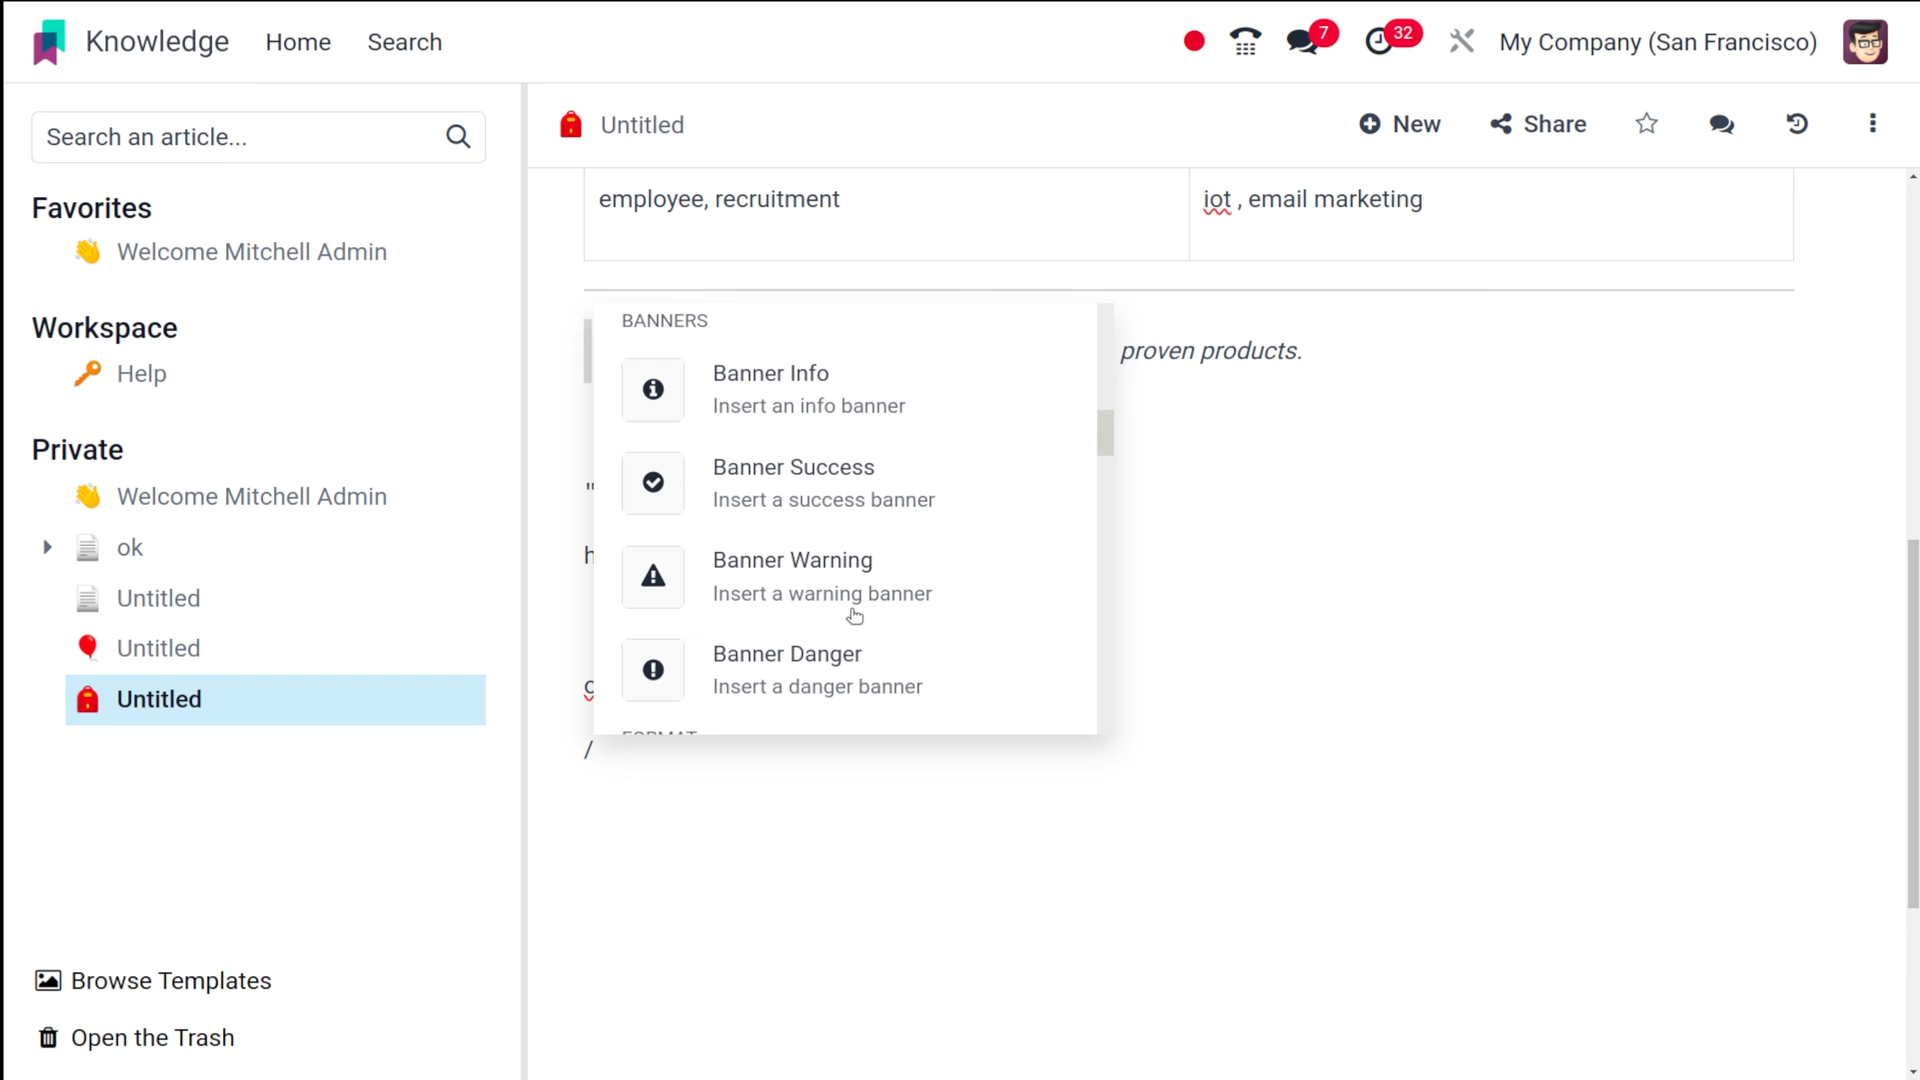 Knowledge Home Search 7 32 My Company (San Francisco)
Search an article...
Favorites
Welcome Mitchell Admin
Workspace
Help
Private
Welcome Mitchell Admin
ok
Untitled
Untitled
Untitled
Browse Templates
Open the Trash
Untitled New Share
employee, recruitment iot , email marketing
BANNERS
proven products.
Banner Info
Insert an info banner
Banner Success
Insert a success banner
"
h
Banner Warning
Insert a warning banner
Banner Danger
Insert a danger banner
/